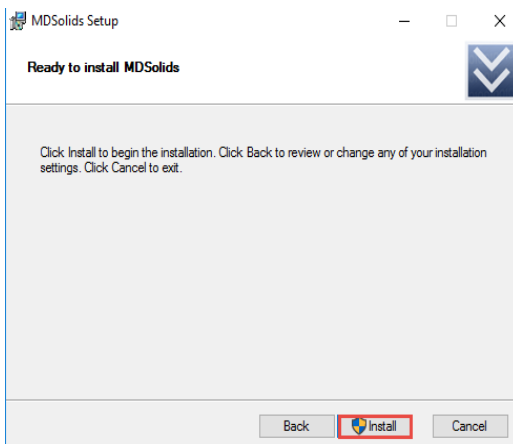 MDSolids Setup
Ready to install MDSolids
Click Install to begin the installation. Click Back to review or change any of your installation
settings. Click Cancel to exit.
Back Install Cancel